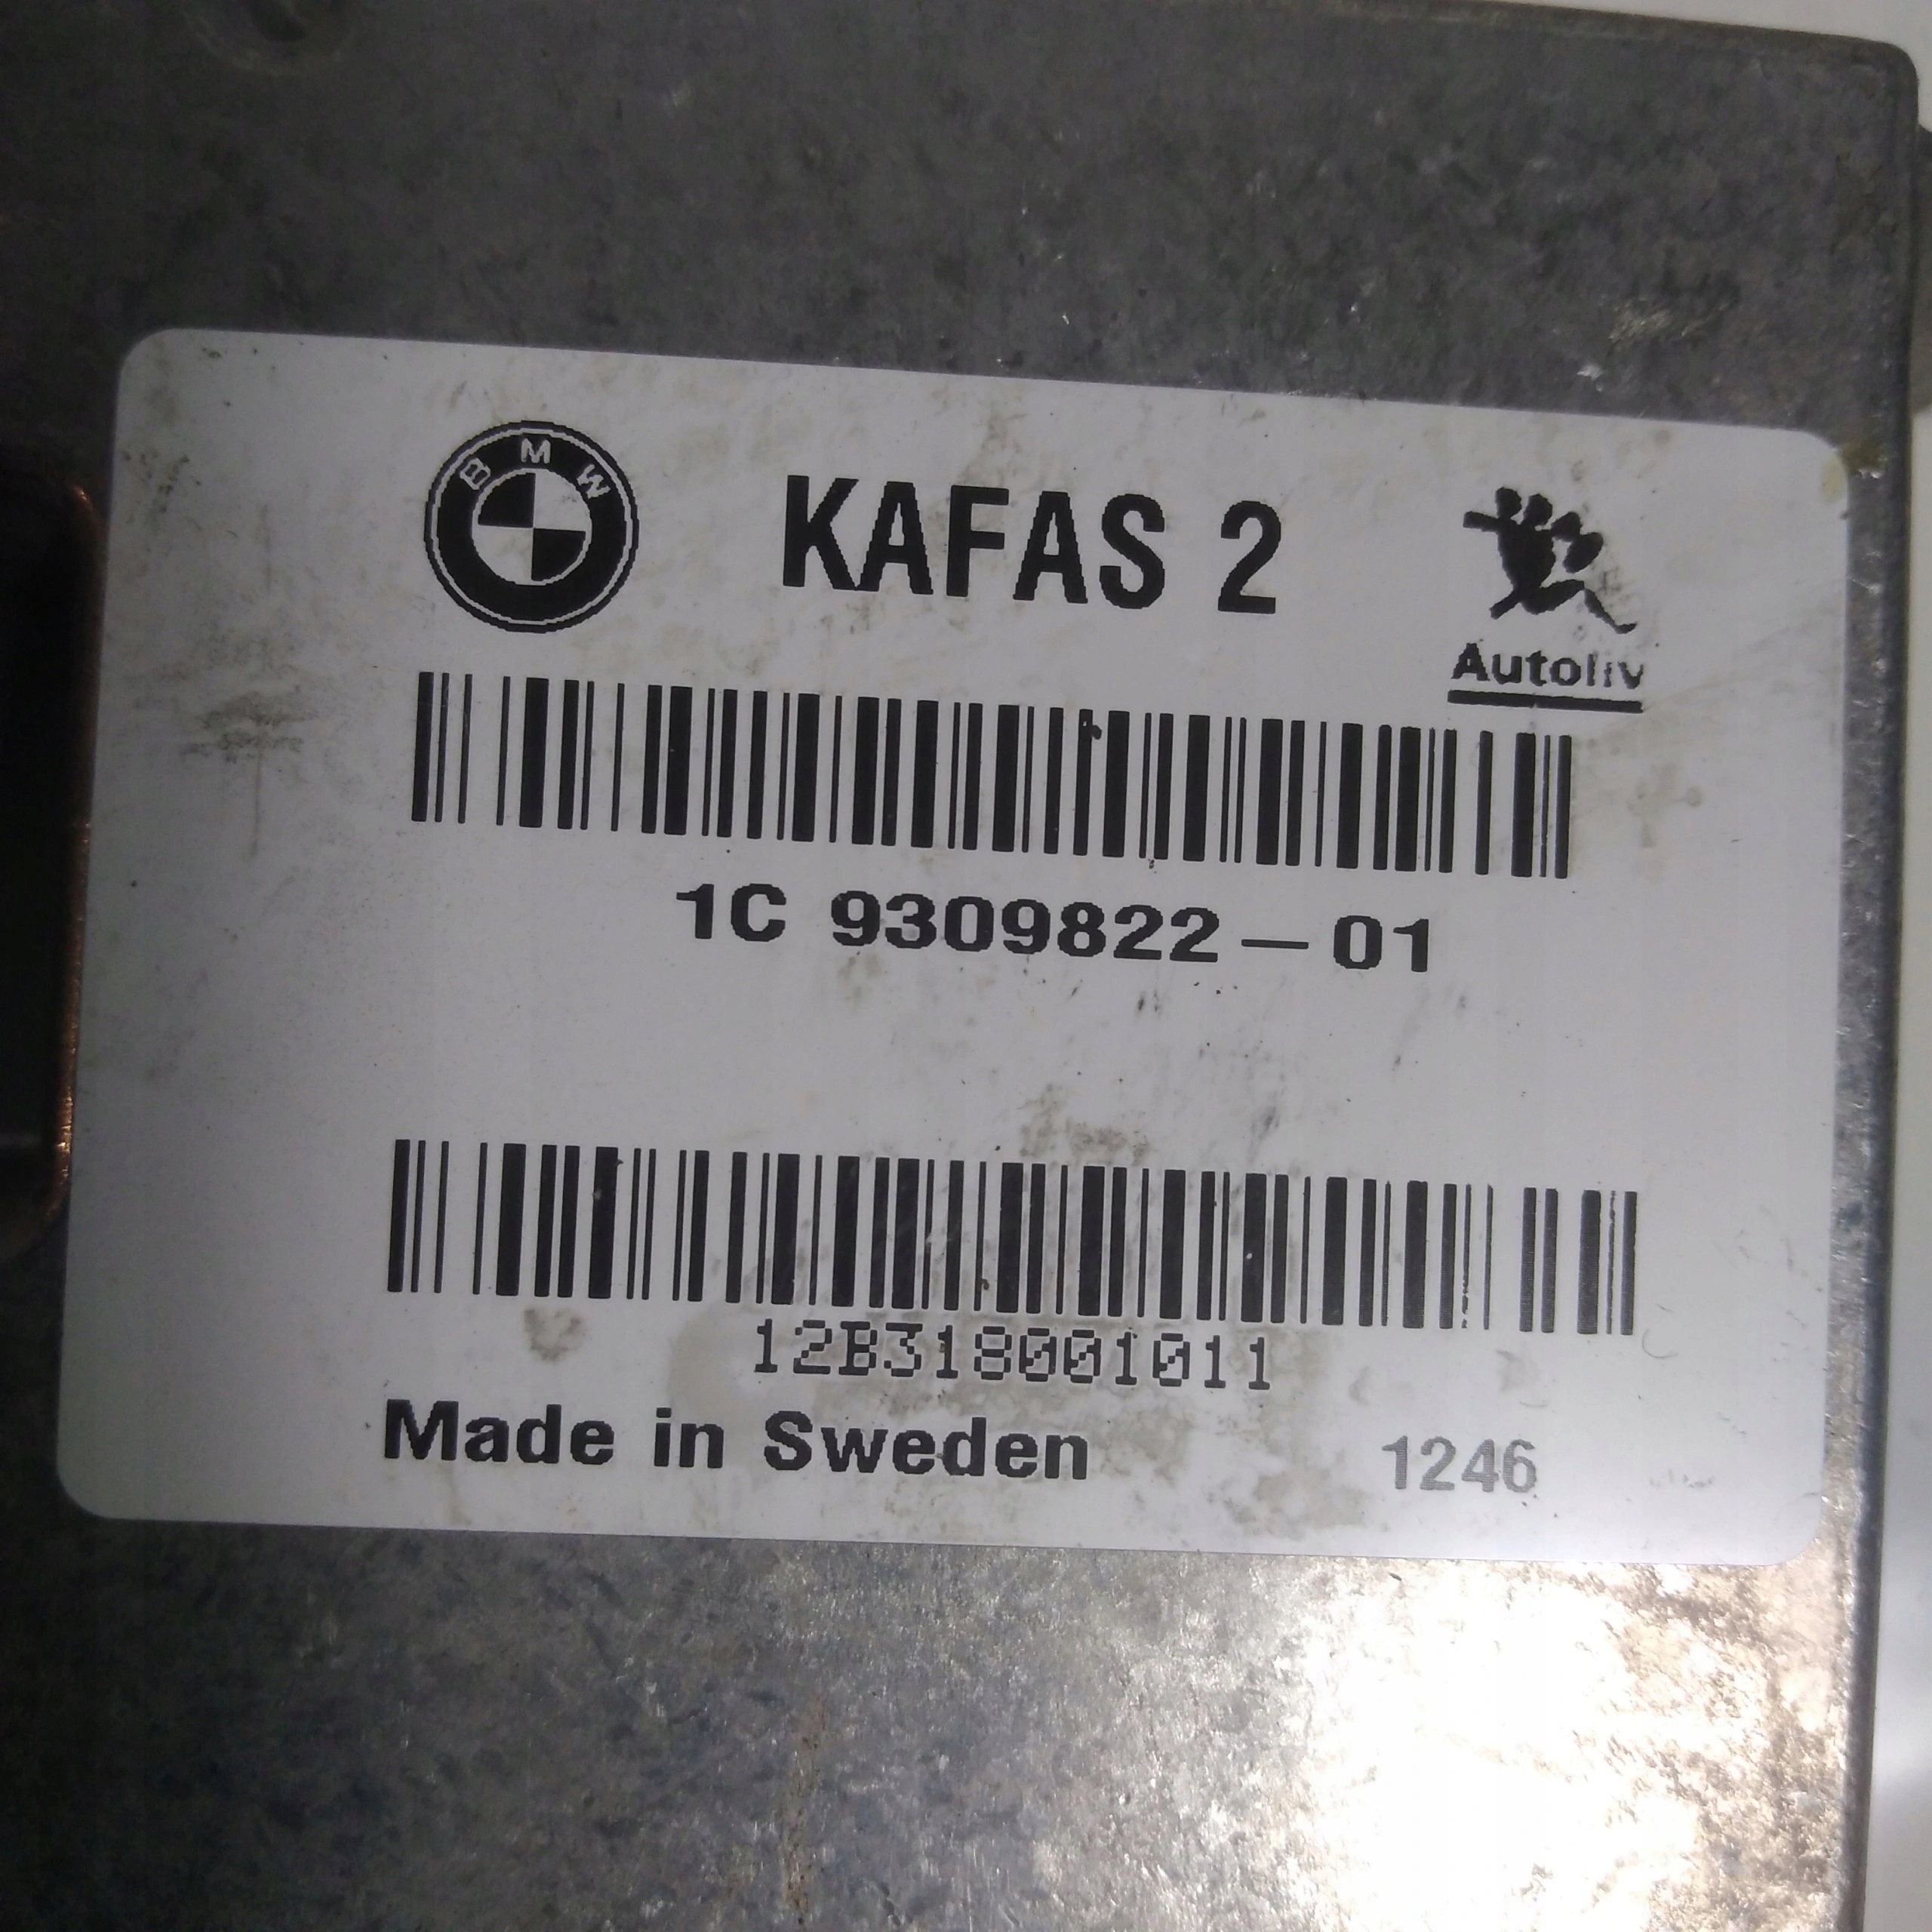 BMW
KAFAS 2
Autoliv
1C 9309822-01
12B318001011
Made in Sweden 1246